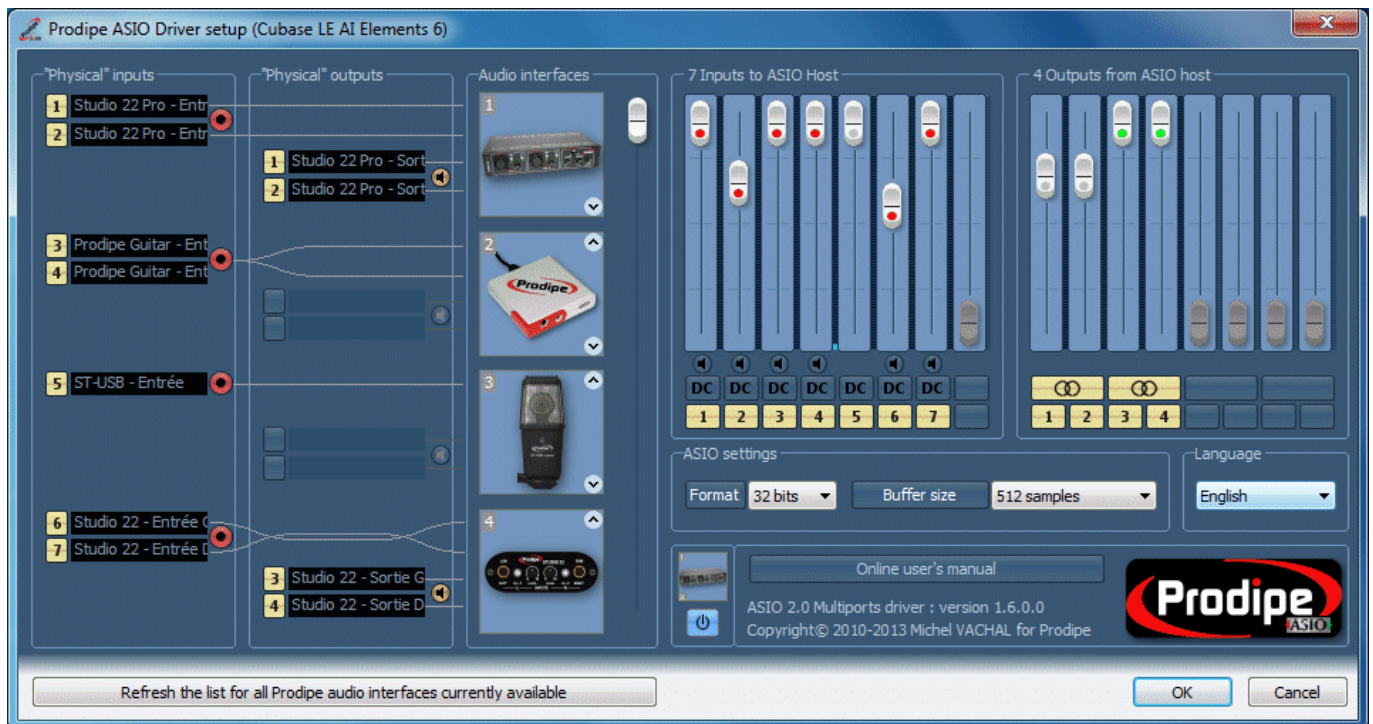 Prodipe ASIO Driver setup (Cubase LE AI Elements 6)
"Physical" inputs
1 Studio 22 Pro - Entr
2 Studio 22 Pro - Entr
3 Prodipe Guitar - Ent
4 Prodipe Guitar - Ent
5 ST-USB - Entrée
6 Studio 22 - Entrée
7 Studio 22 - Entrée D
"Physical" outputs
1 Studio 22 Pro - Sort
2 Studio 22 Pro - Sort
3 Studio 22 - Sortie G
4 Studio 22 - Sortie D
Audio interfaces
1
2
Prodipe
3
4
Prodipe STUDIO 22
7 Inputs to ASIO Host
DC DC DC DC DC DC DC
1 2 3 4 5 6 7
4 Outputs from ASIO host
1 2 3 4
ASIO settings
Format 32 bits Buffer size 512 samples
Language
English
Online user's manual
ASIO 2.0 Multiports driver : version 1.6.0.0
Copyright© 2010-2013 Michel VACHAL for Prodipe
Prodipe
ASIO
Refresh the list for all Prodipe audio interfaces currently available
OK Cancel